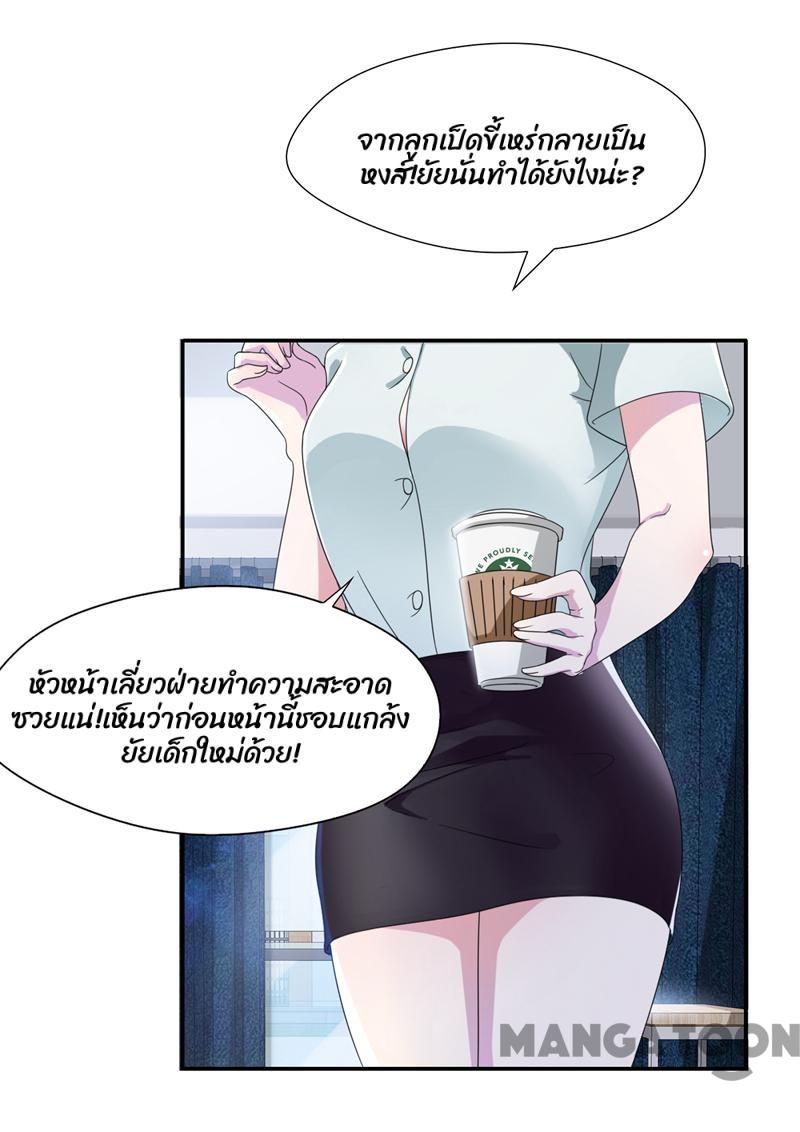 จากลูกเป็ดขี้เหร่กลายเป็น
หงส์!ยัยนั่นทำได้ยังไงน่ะ?
WE PROUDLY SE
หัวหน้าเลี่ยวฝ่ายทำความสะอาด
ซวยแน่!เห็นว่าก่อนหน้านี้ชอบแกล้ง
ยัยเด็กใหม่ด้วย!
MANGATOON